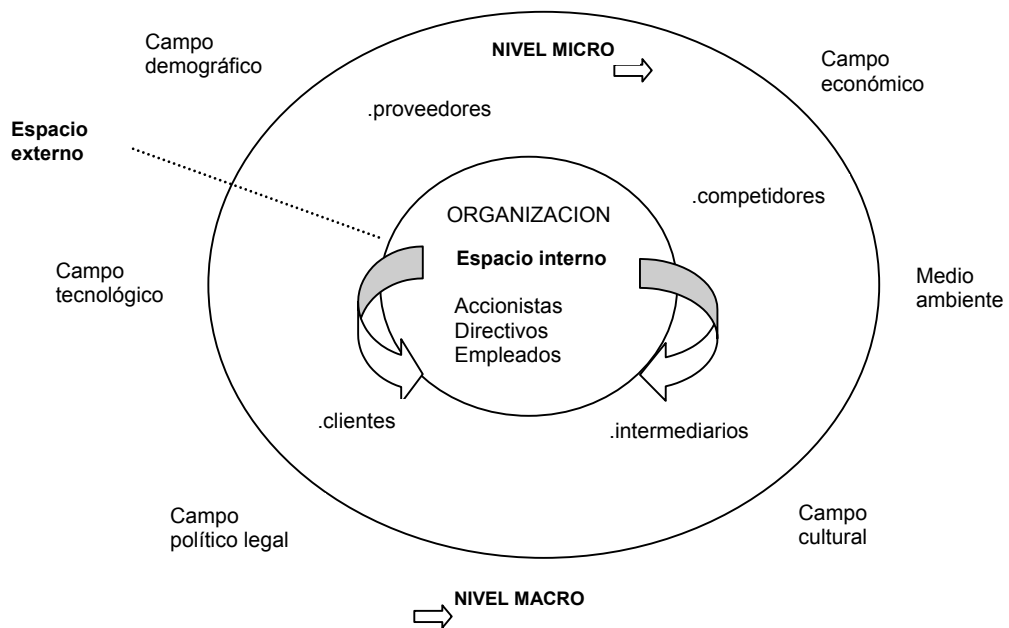 Campo
demográfico
NIVEL MICRO
Campo
económico
.proveedores
Espacio
externo
.competidores
ORGANIZACION
Espacio interno
Campo
tecnológico
Medio
ambiente
Accionistas
Directivos
Empleados
.clientes
.intermediarios
Campo
político legal
Campo
cultural
NIVEL MACRO